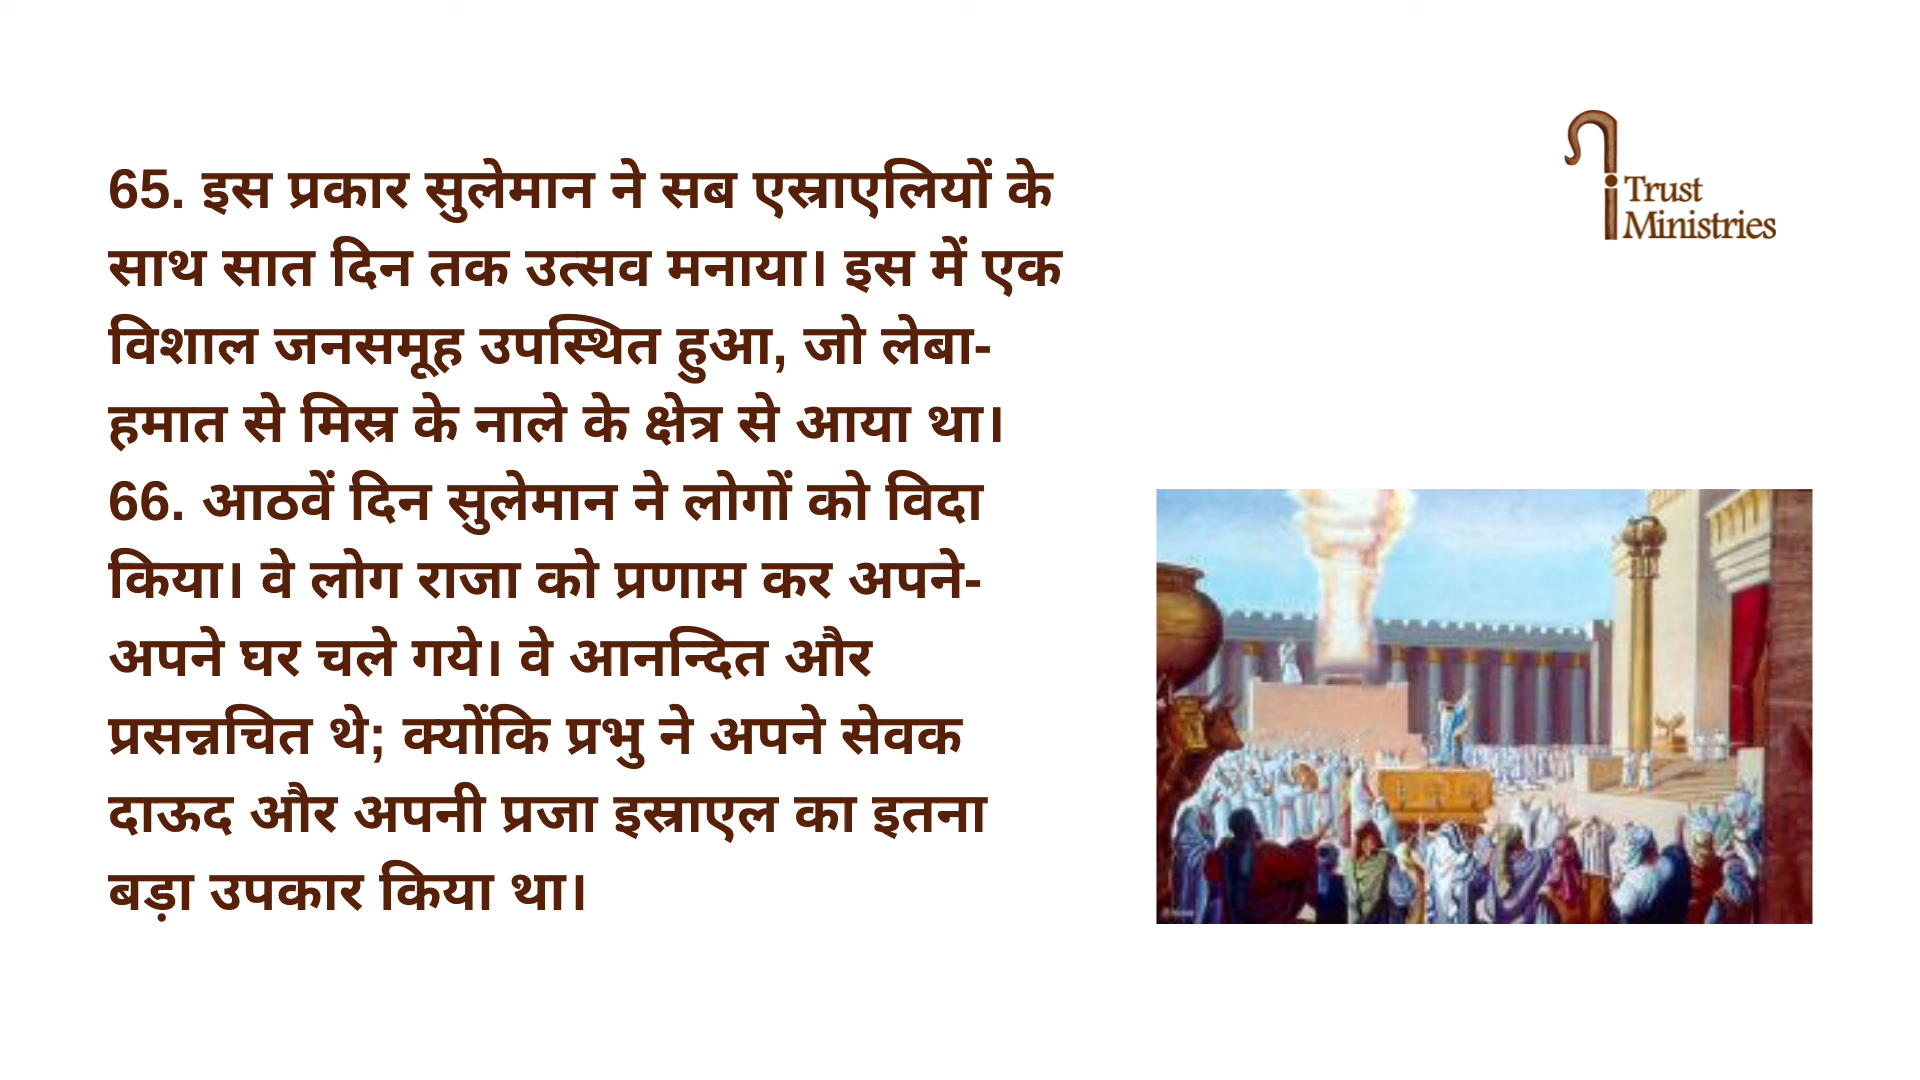 65. इस प्रकार सुलेमान ने सब एस्राएलियों के
साथ सात दिन तक उत्सव मनाया। इस में एक
विशाल जनसमूह उपस्थित हुआ, जो लेबा-
हमात से मिस्र के नाले के क्षेत्र से आया था।
66. आठवें दिन सुलेमान ने लोगों को विदा
किया। वे लोग राजा को प्रणाम कर अपने-
अपने घर चले गये। वे आनन्दित और
प्रसन्नचित थे; क्योंकि प्रभु ने अपने सेवक
दाऊद और अपनी प्रजा इस्राएल का इतना
बड़ा उपकार किया था।
Trust
Ministries